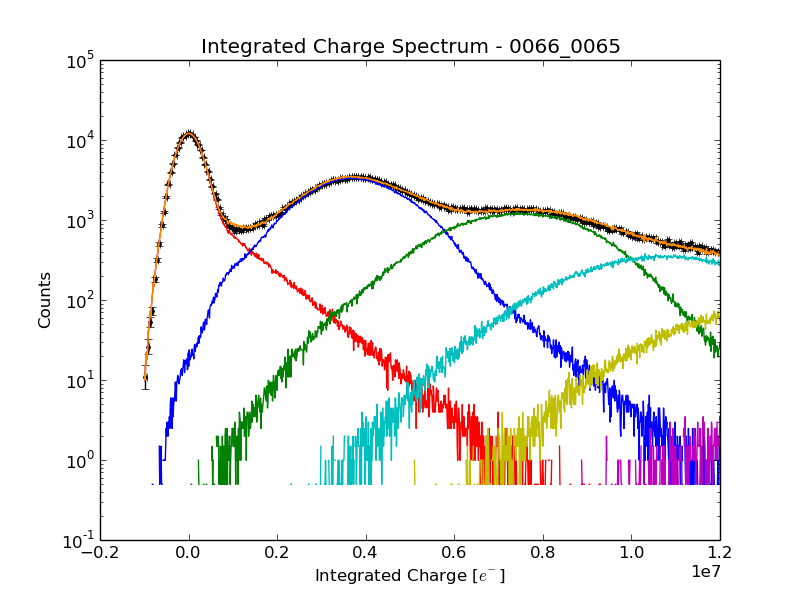 Integrated Charge Spectrum - 0066_0065
Counts
10^5
10^4
10^3
10^2
10^1
10^0
10^-1
−0.2 0.0 0.2 0.4 0.6 0.8 1.0 1.2
1e7
Integrated Charge [e^-]